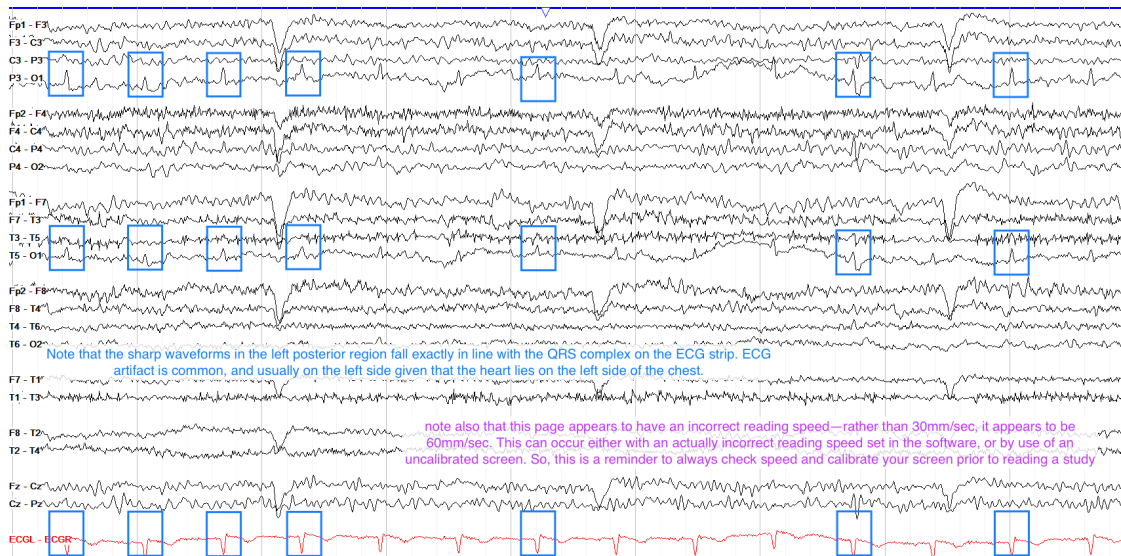 Fp1 - F3
F3 - C3
C3 - P3
P3 - O1
Fp2 - F4
F4 - C4
C4 - P4
P4 - O2
Fp1 - F7
F7 - T3
T3 - T5
T5 - O1
Fp2 - F8
F8 - T4
T4 - T6
T6 - O2
Note that the sharp waveforms in the left posterior region fall exactly in line with the QRS complex on the ECG strip. ECG
artifact is common, and usually on the left side given that the heart lies on the left side of the chest.
F7 - T1
T1 - T3
F8 - T2
T2 - T4
note also that this page appears to have an incorrect reading speed—rather than 30mm/sec, it appears to be
60mm/sec. This can occur either with an actually incorrect reading speed set in the software, or by use of an
uncalibrated screen. So, this is a reminder to always check speed and calibrate your screen prior to reading a study
Fz - Cz
Cz - Pz
ECGL - ECGR